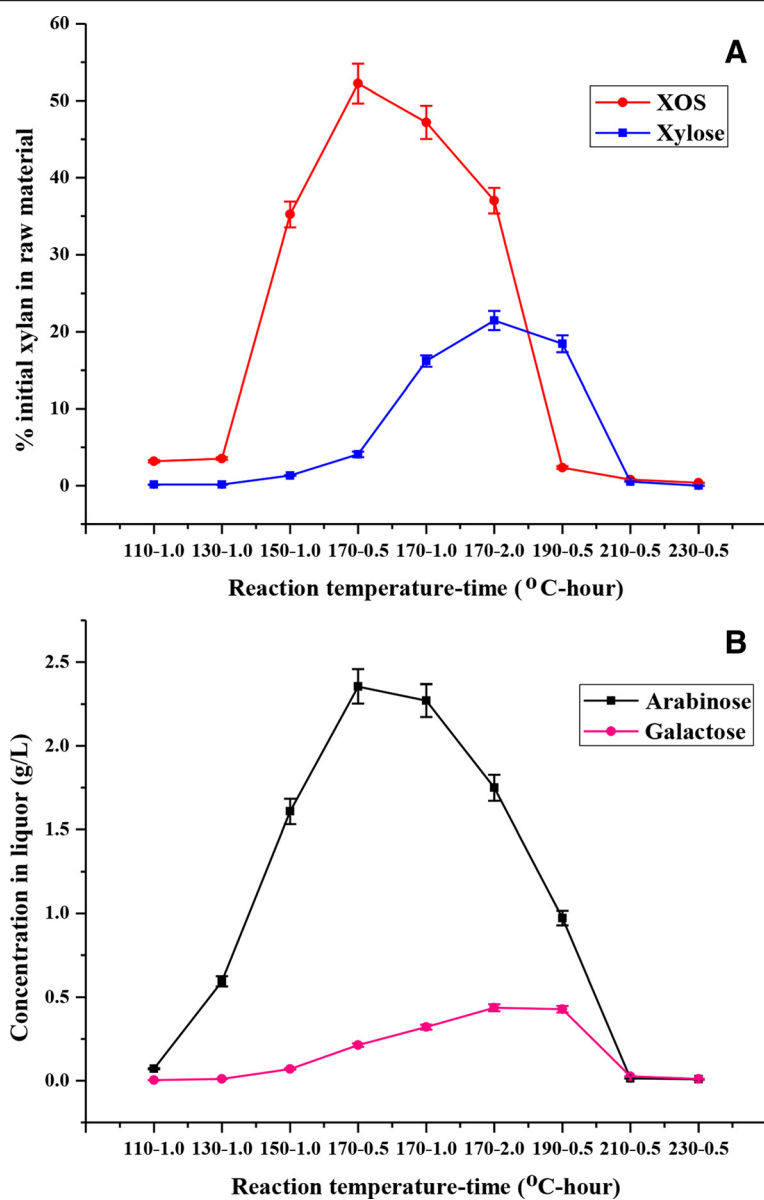 A
60
50
40
30
20
10
0
% initial xylan in raw material
XOS
Xylose
110-1.0 130-1.0 150-1.0 170-0.5 170-1.0 170-2.0 190-0.5 210-0.5 230-0.5
Reaction temperature-time (°C-hour)
B
2.5
2.0
1.5
1.0
0.5
0.0
Concentration in liquor (g/L)
Arabinose
Galactose
110-1.0 130-1.0 150-1.0 170-0.5 170-1.0 170-2.0 190-0.5 210-0.5 230-0.5
Reaction temperature-time (°C-hour)